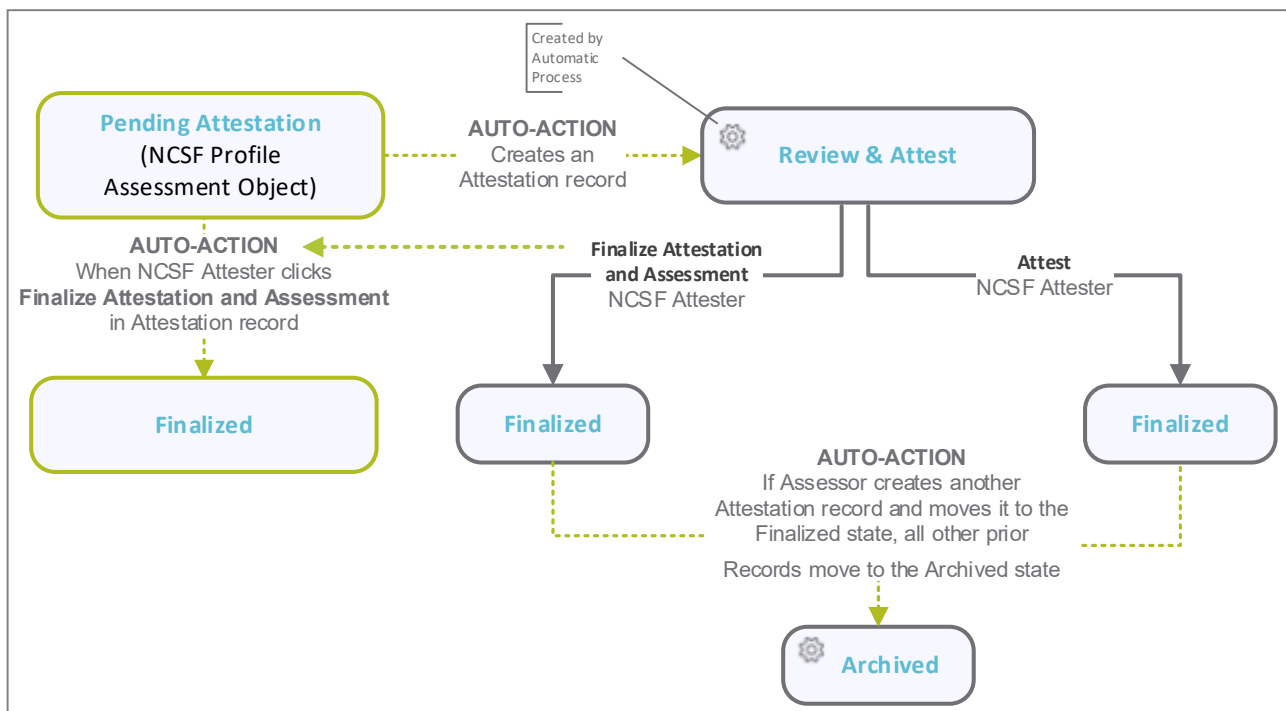 Created by
Automatic
Process
Pending Attestation
(NCSF Profile
Assessment Object)
AUTO-ACTION
Creates an
Attestation record
Review & Attest
AUTO-ACTION
When NCSF Attester clicks
Finalize Attestation and Assessment
in Attestation record
Finalize Attestation
and Assessment
NCSF Attester
Attest
NCSF Attester
Finalized
Finalized
Finalized
AUTO-ACTION
If Assessor creates another
Attestation record and moves it to the
Finalized state, all other prior
Records move to the Archived state
Archived